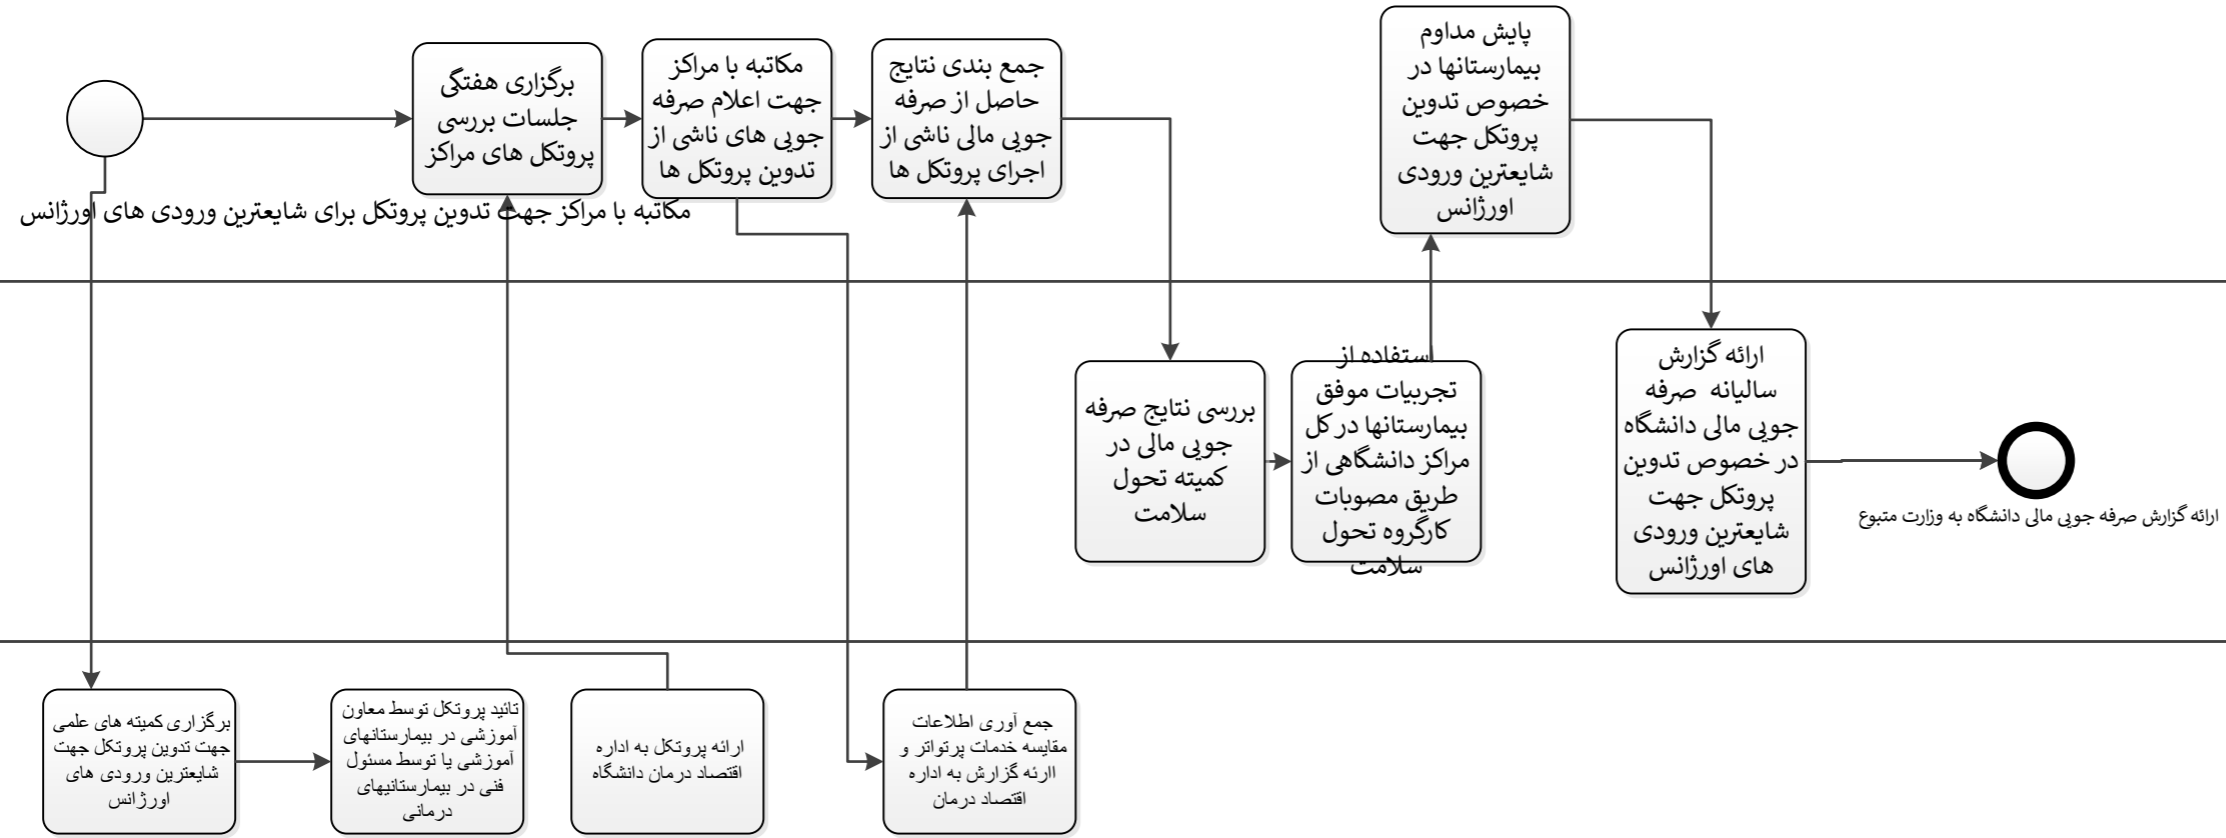 برگزاری هفتگی
جلسات بررسی
پروتکل های مراکز
مکاتبه با مراکز
جهت اعلام صرفه
جویی های ناشی از
تدوین پروتکل ها
جمع بندی نتایج
حاصل از صرفه
جویی مالی ناشی از
اجرای پروتکل ها
پایش مداوم
بیمارستانها در
خصوص تدوین
پروتکل جهت
شایعترین ورودی
اورژانس
مکاتبه با مراکز جهت تدوین پروتکل برای شایعترین ورودی های اورژانس
بررسی نتایج صرفه
جویی مالی در
کمیته تحول
سلامت
استفاده از
تجربیات موفق
بیمارستانها در کل
مراکز دانشگاهی از
طریق مصوبات
کارگروه تحول
سلامت
ارائه گزارش
سالیانه صرفه
جویی مالی دانشگاه
در خصوص تدوین
پروتکل جهت
شایعترین ورودی
های اورژانس
ارائه گزارش صرفه جویی مالی دانشگاه به وزارت متبوع
برگزاری کمیته های علمی
جهت تدوین پروتکل جهت
شایعترین ورودی های
اورژانس
تائید پروتکل توسط معاون
آموزشی در بیمارستانهای
آموزشی یا توسط مسئول
فنی در بیمارستانیهای
درمانی
ارائه پروتکل به اداره
اقتصاد درمان دانشگاه
جمع آوری اطلاعات
مقایسه خدمات پرتواتر و
اارئه گزارش به اداره
اقتصاد درمان